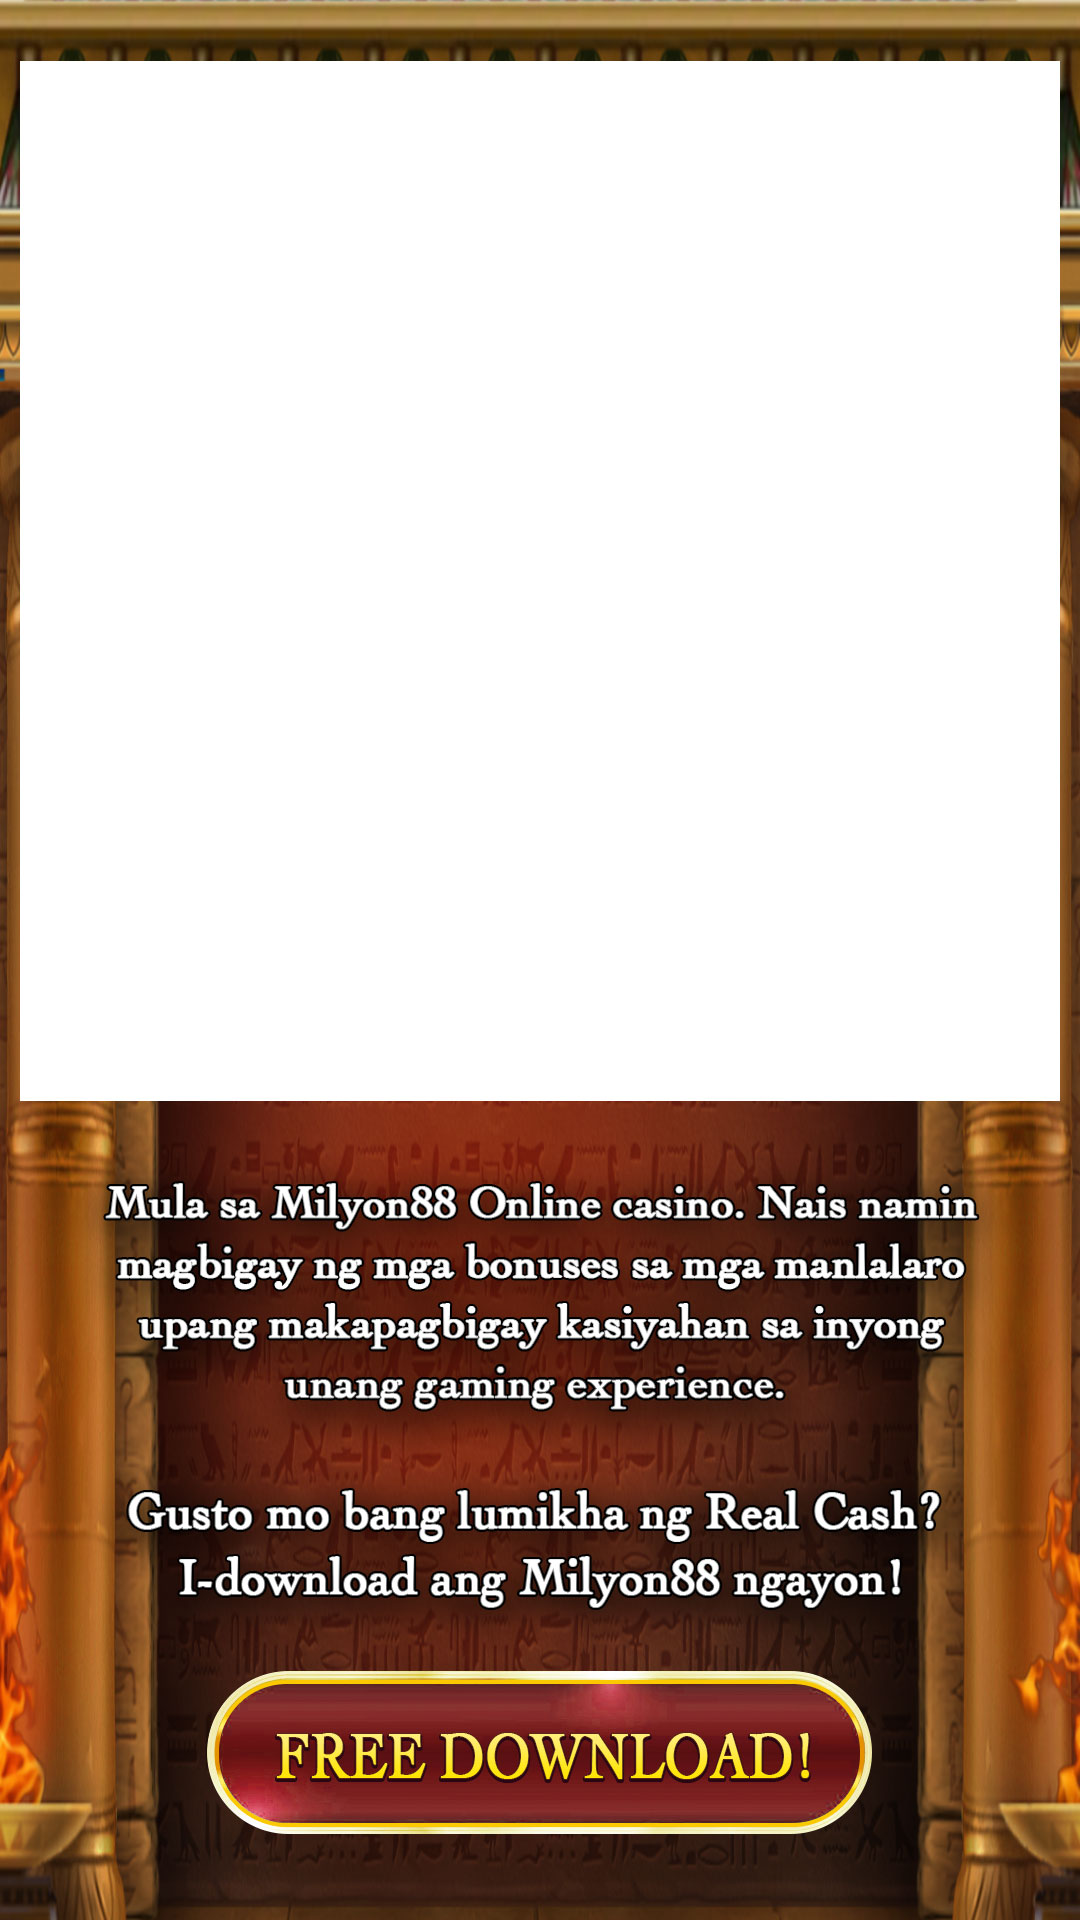 Mula sa Milyon88 Online casino. Nais namin
magbigay ng mga bonuses sa mga manlalaro
upang makapagbigay kasiyahan sa inyong
unang gaming experience.
Gusto mo bang lumikha ng Real Cash?
I-download ang Milyon88 ngayon!
FREE DOWNLOAD!